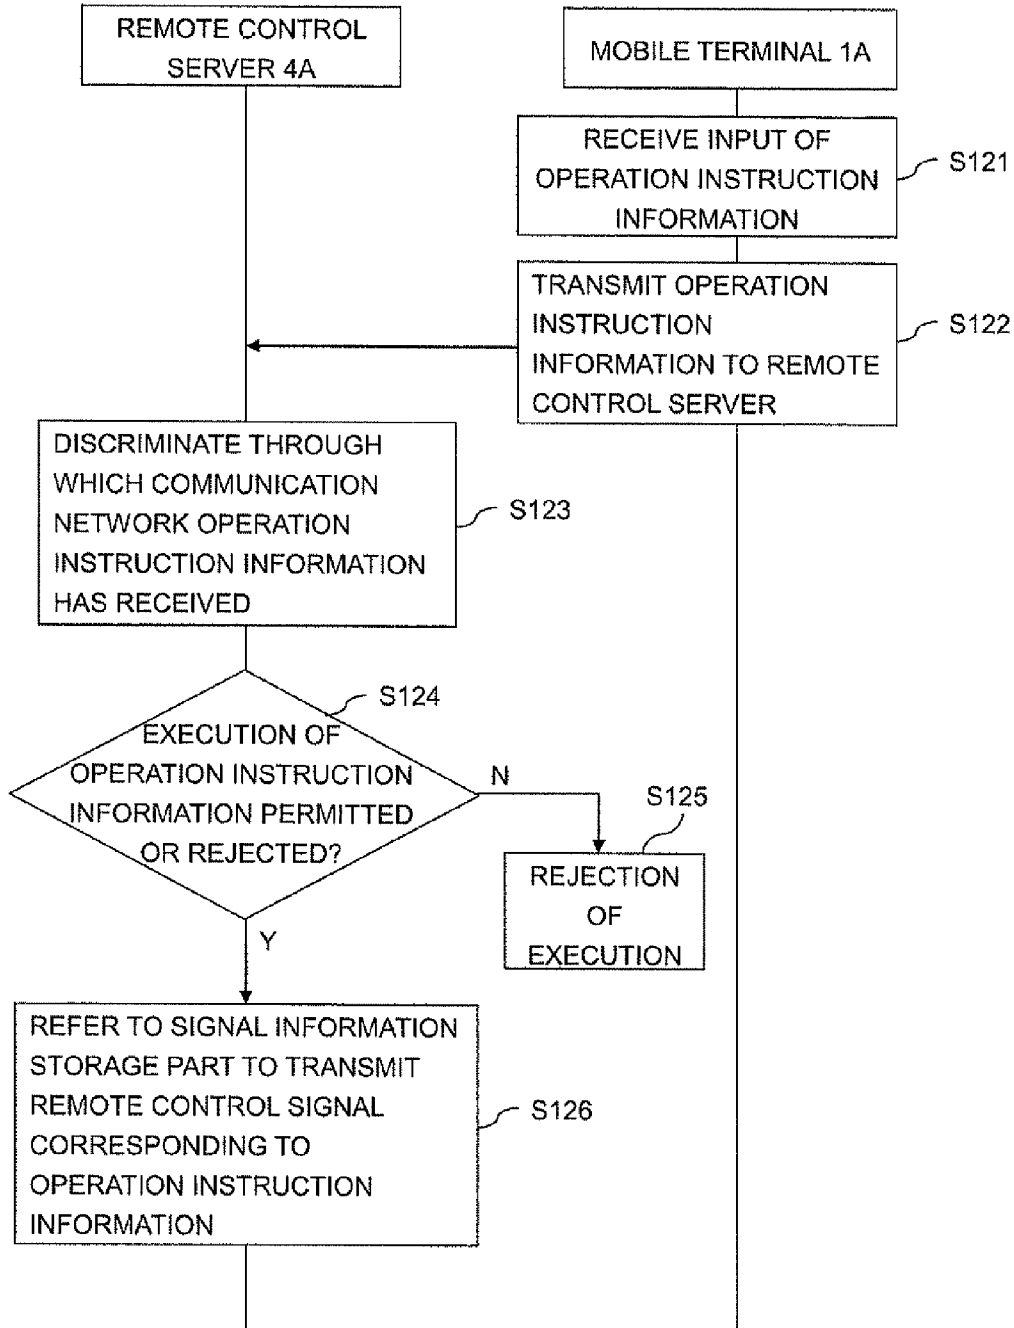 REMOTE CONTROL
SERVER 4A
MOBILE TERMINAL 1A
RECEIVE INPUT OF
OPERATION INSTRUCTION
INFORMATION
S121
TRANSMIT OPERATION
INSTRUCTION
INFORMATION TO REMOTE
CONTROL SERVER
S122
DISCRIMINATE THROUGH
WHICH COMMUNICATION
NETWORK OPERATION
INSTRUCTION INFORMATION
HAS RECEIVED
S123
S124
EXECUTION OF
OPERATION INSTRUCTION
INFORMATION PERMITTED
OR REJECTED?
N
S125
REJECTION
OF
EXECUTION
Y
REFER TO SIGNAL INFORMATION
STORAGE PART TO TRANSMIT
REMOTE CONTROL SIGNAL
CORRESPONDING TO
OPERATION INSTRUCTION
INFORMATION
S126